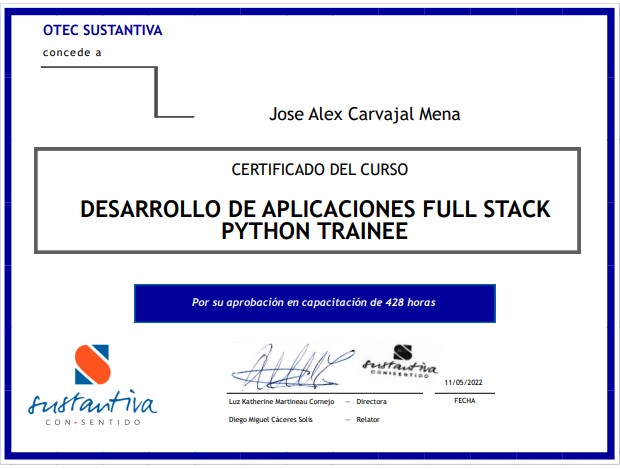 OTEC SUSTANTIVA
concede a
Jose Alex Carvajal Mena
CERTIFICADO DEL CURSO
DESARROLLO DE APLICACIONES FULL STACK
PYTHON TRAINEE
Por su aprobación en capacitación de 428 horas
sustantiva
CON•SENTIDO
sustantiva
CON•SENTIDO
11/05/2022
Luz Katherine Martineau Cornejo — Directora
FECHA
Diego Miguel Cáceres Solís — Relator